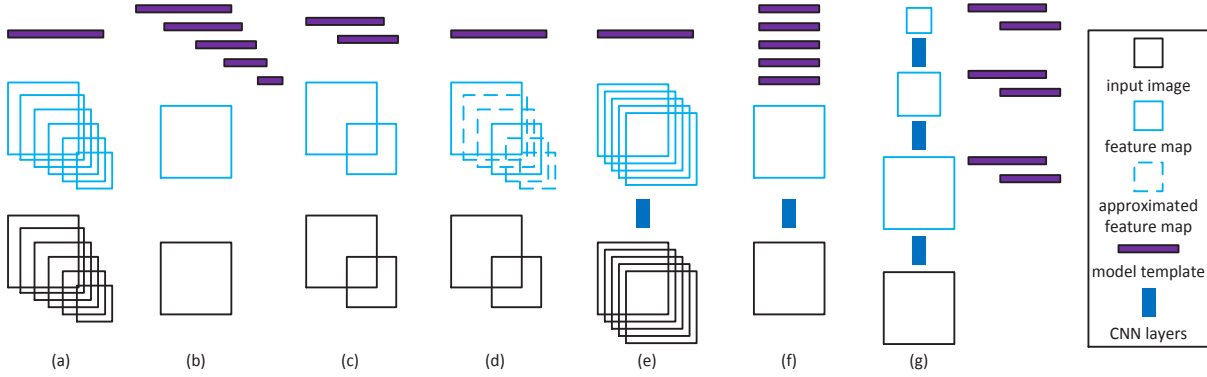 input image
feature map
approximated
feature map
model template
CNN layers
(a) (b) (c) (d) (e) (f) (g)